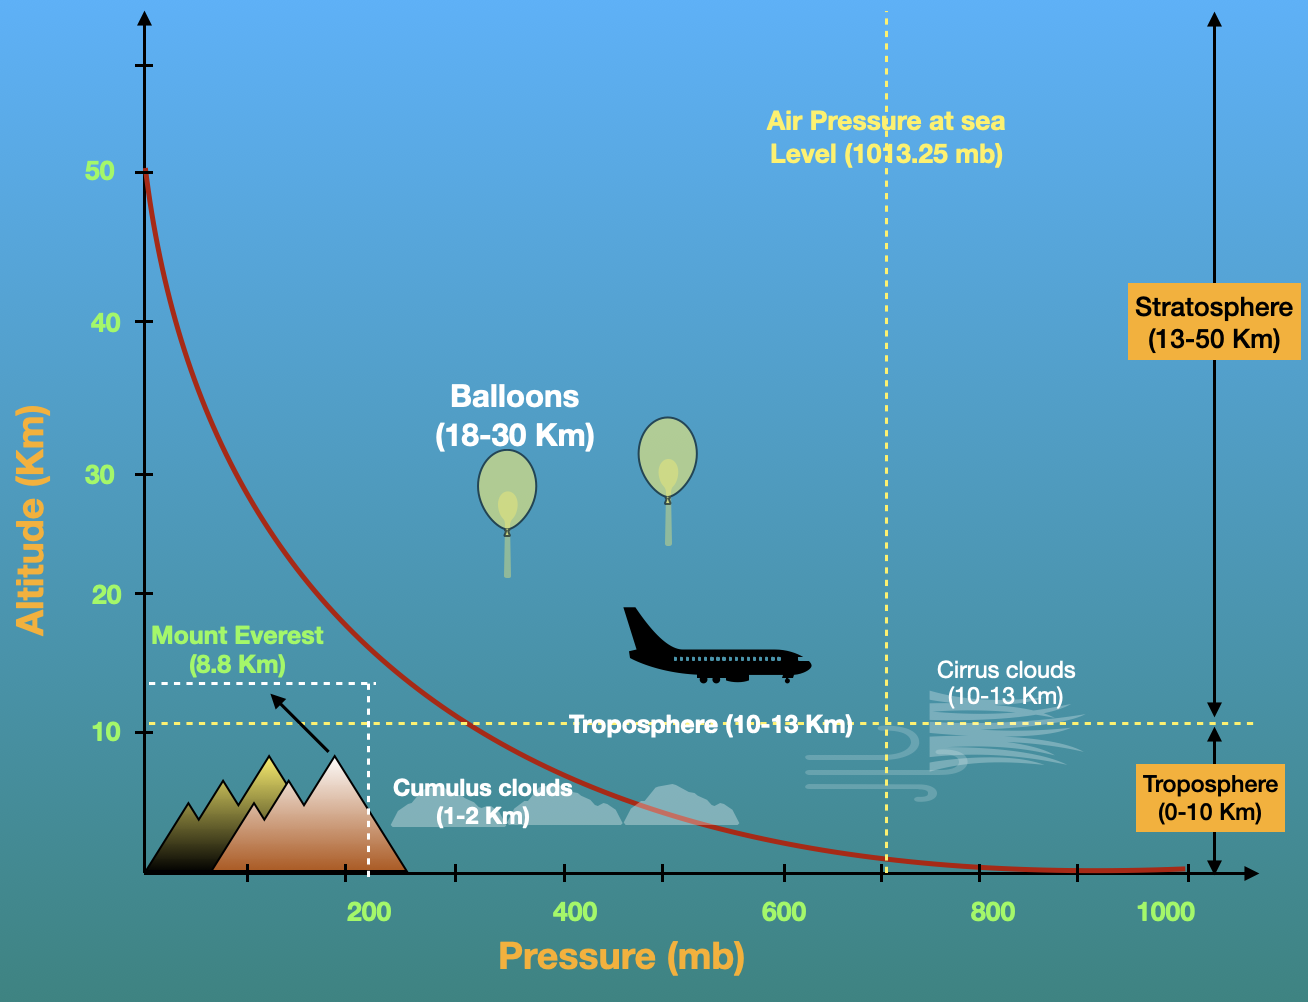 Air Pressure at sea
Level (1013.25 mb)
50
40
30
20
10
Altitude (Km)
Stratosphere
(13-50 Km)
Balloons
(18-30 Km)
Mount Everest
(8.8 Km)
Cirrus clouds
(10-13 Km)
Troposphere (10-13 Km)
Cumulus clouds
(1-2 Km)
Troposphere
(0-10 Km)
200
400
600
800
1000
Pressure (mb)